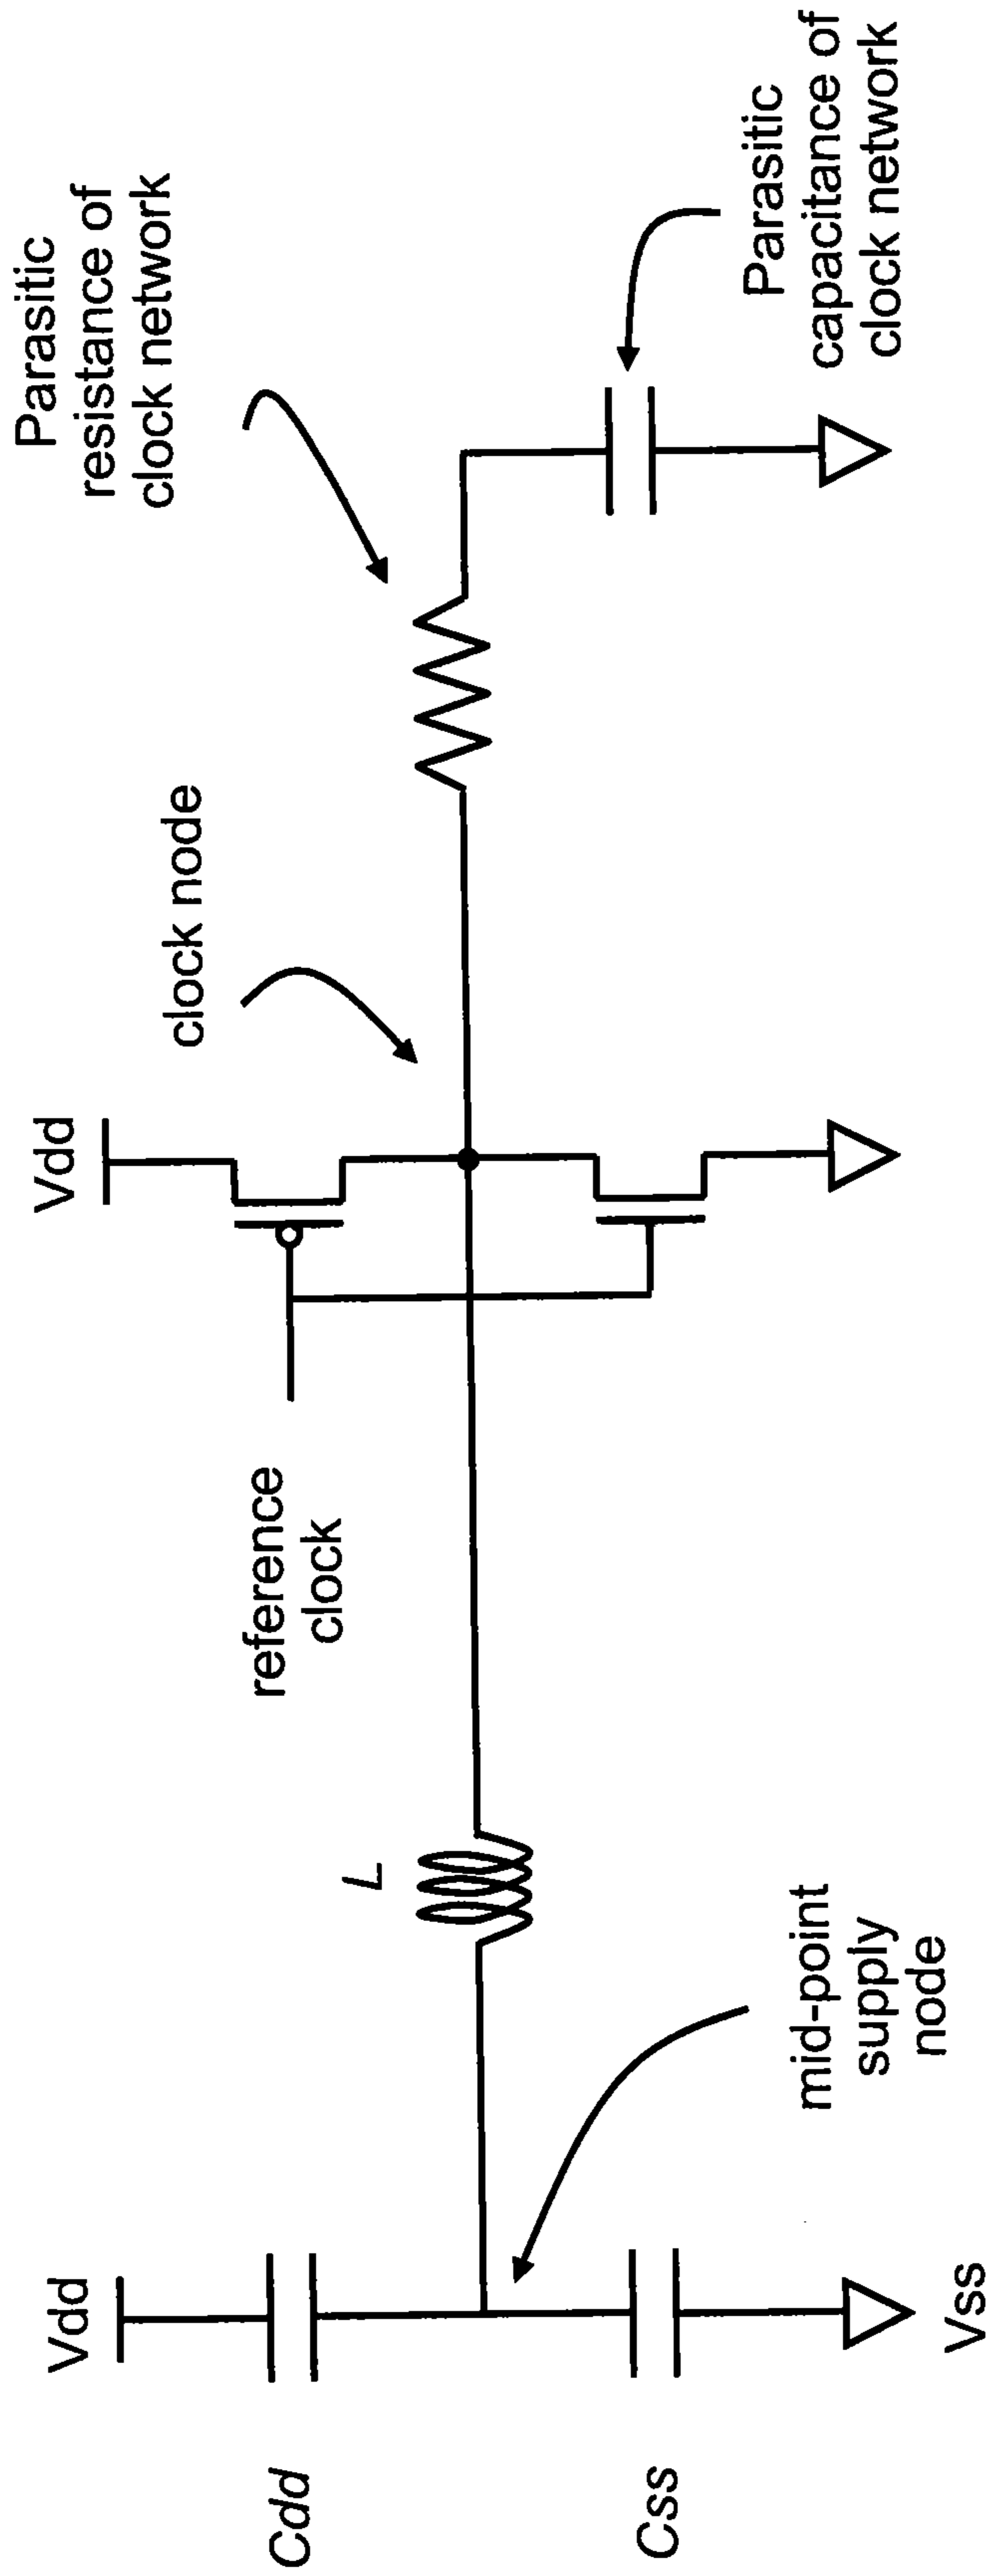 Vdd
Cdd
Css
Vss
mid-point
supply
node
L
reference
clock
Vdd
clock node
Parasitic
resistance of
clock network
Parasitic
capacitance of
clock network